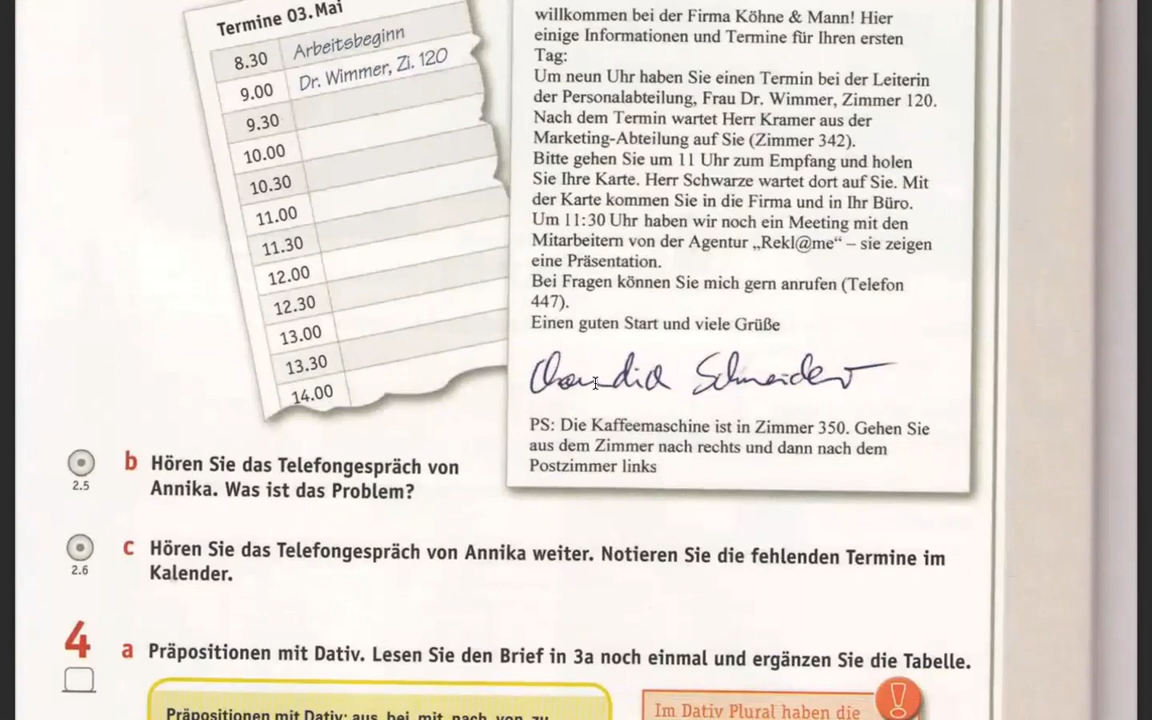 Termine 03. Mai
8.30 Arbeitsbeginn
9.00 Dr. Wimmer, Zi. 120
9.30
10.00
10.30
11.00
11.30
12.00
12.30
13.00
13.30
14.00
willkommen bei der Firma Köhne & Mann! Hier
einige Informationen und Termine für Ihren ersten
Tag:
Um neun Uhr haben Sie einen Termin bei der Leiterin
der Personalabteilung, Frau Dr. Wimmer, Zimmer 120.
Nach dem Termin wartet Herr Kramer aus der
Marketing-Abteilung auf Sie (Zimmer 342).
Bitte gehen Sie um 11 Uhr zum Empfang und holen
Sie Ihre Karte. Herr Schwarze wartet dort auf Sie. Mit
der Karte kommen Sie in die Firma und in Ihr Büro.
Um 11:30 Uhr haben wir noch ein Meeting mit den
Mitarbeitern von der Agentur „Rekl@me“ – sie zeigen
eine Präsentation.
Bei Fragen können Sie mich gern anrufen (Telefon
447).
Einen guten Start und viele Grüße
Claudia Schneider
PS: Die Kaffeemaschine ist in Zimmer 350. Gehen Sie
aus dem Zimmer nach rechts und dann nach dem
Postzimmer links
2.5
b Hören Sie das Telefongespräch von
Annika. Was ist das Problem?
2.6
c Hören Sie das Telefongespräch von Annika weiter. Notieren Sie die fehlenden Termine im
Kalender.
4 a Präpositionen mit Dativ. Lesen Sie den Brief in 3a noch einmal und ergänzen Sie die Tabelle.
Präpositionen mit Dativ: aus, bei, mit, nach, von, zu
Im Dativ Plural haben die